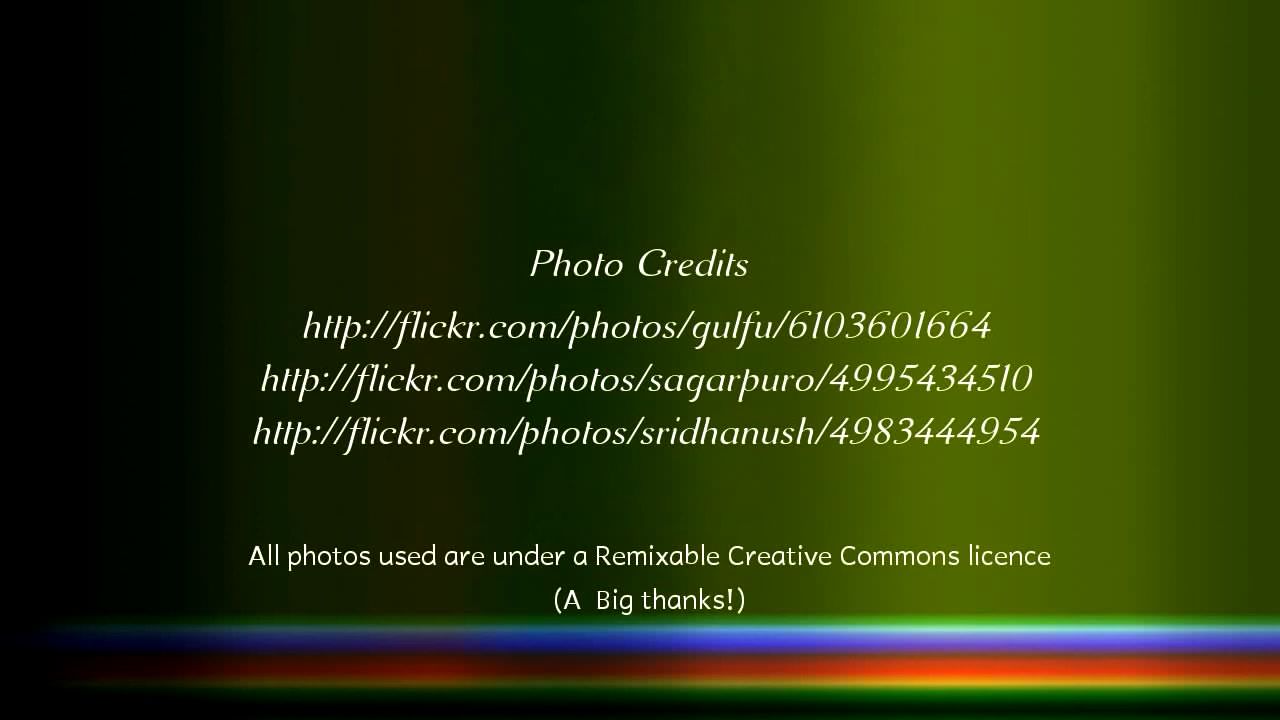 Photo Credits
http://flickr.com/photos/gulfu/6103601664
http://flickr.com/photos/sagarpuro/4995434510
http://flickr.com/photos/sridhanush/4983444954
All photos used are under a Remixable Creative Commons licence
(A Big thanks!)